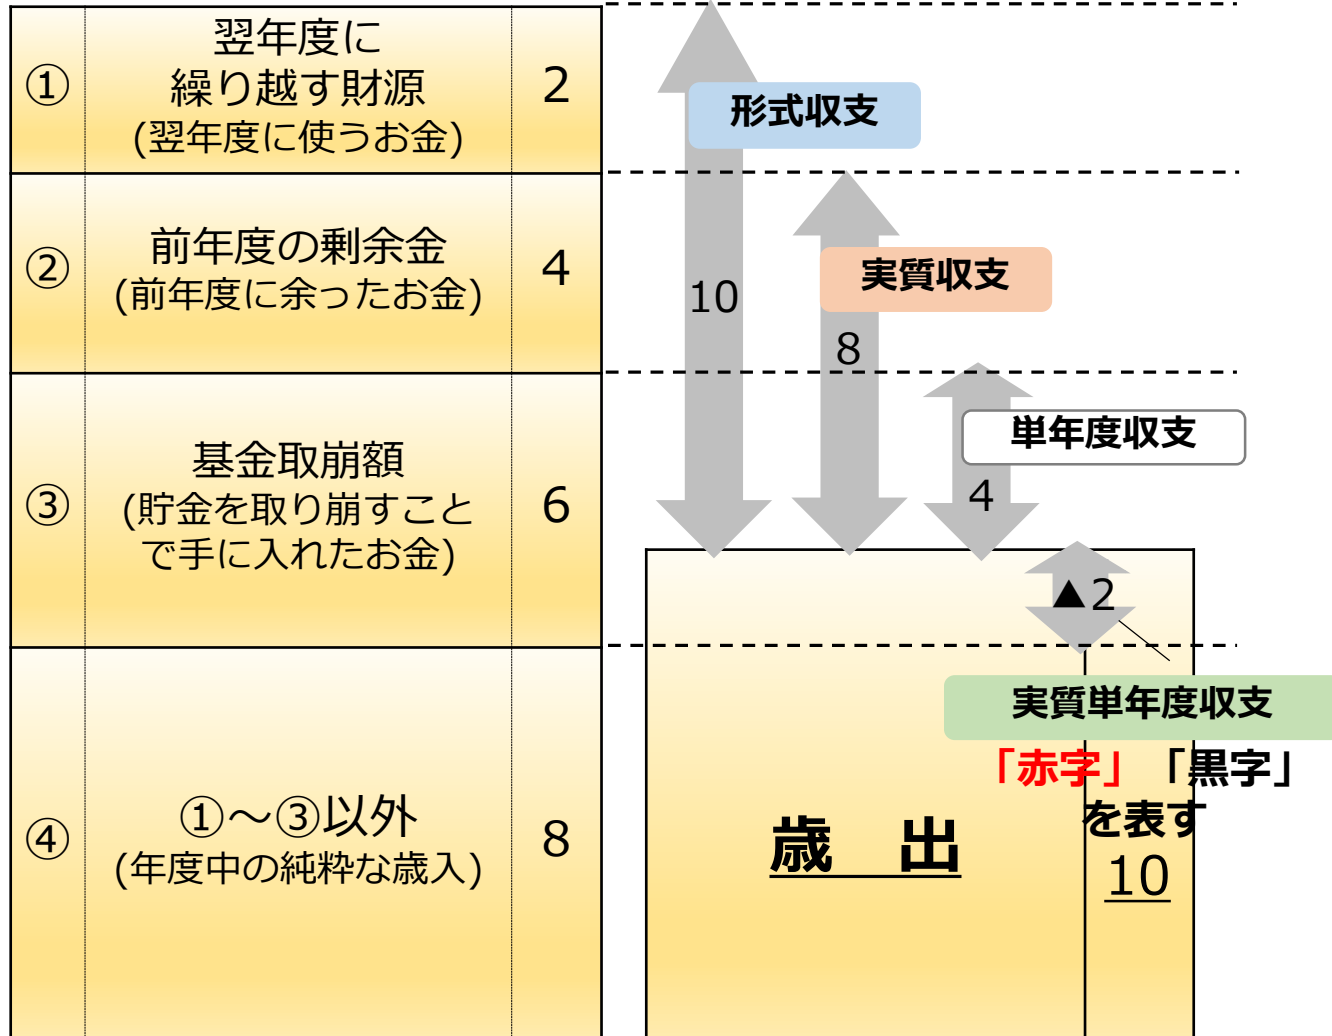 ①
翌年度に
繰り越す財源
(翌年度に使うお金)
2
②
前年度の剰余金
(前年度に余ったお金)
4
③
基金取崩額
(貯金を取り崩すこと
で手に入れたお金)
6
④
①～③以外
(年度中の純粋な歳入)
8
形式収支
10
実質収支
8
単年度収支
4
▲2
実質単年度収支
「赤字」「黒字」
を表す
歳　出
10